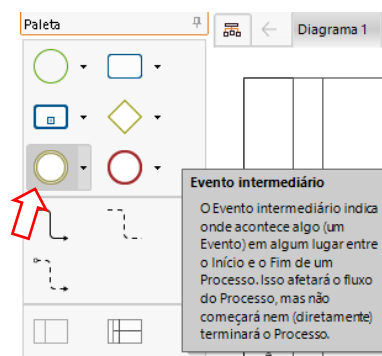 Paleta
Diagrama 1
Evento intermediário
O Evento intermediário indica
onde acontece algo (um
Evento) em algum lugar entre
o Início e o Fim de um
Processo. Isso afetará o fluxo
do Processo, mas não
começará nem (diretamente)
terminará o Processo.